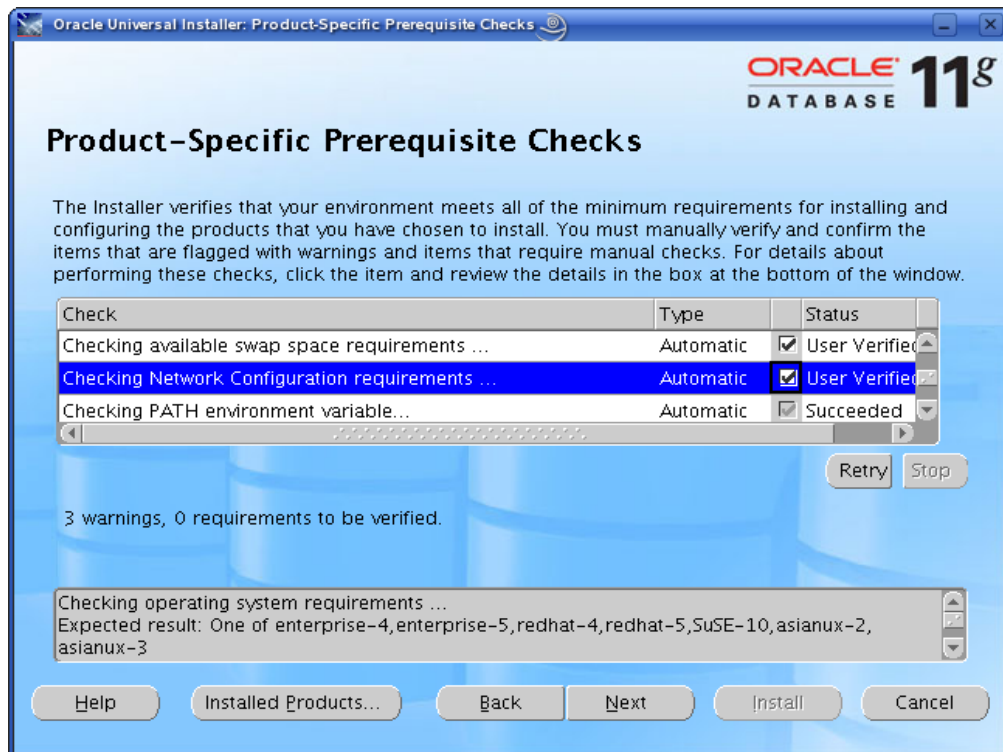 Oracle Universal Installer: Product-Specific Prerequisite Checks
ORACLE 11g
DATABASE
Product-Specific Prerequisite Checks
The Installer verifies that your environment meets all of the minimum requirements for installing and
configuring the products that you have chosen to install. You must manually verify and confirm the
items that are flagged with warnings and items that require manual checks. For details about
performing these checks, click the item and review the details in the box at the bottom of the window.
Check Type Status
Checking available swap space requirements ... Automatic User Verified
Checking Network Configuration requirements ... Automatic User Verified
Checking PATH environment variable... Automatic Succeeded
Retry Stop
3 warnings, 0 requirements to be verified.
Checking operating system requirements ...
Expected result: One of enterprise-4,enterprise-5,redhat-4,redhat-5,SuSE-10,asianux-2,
asianux-3
Help Installed Products... Back Next Install Cancel